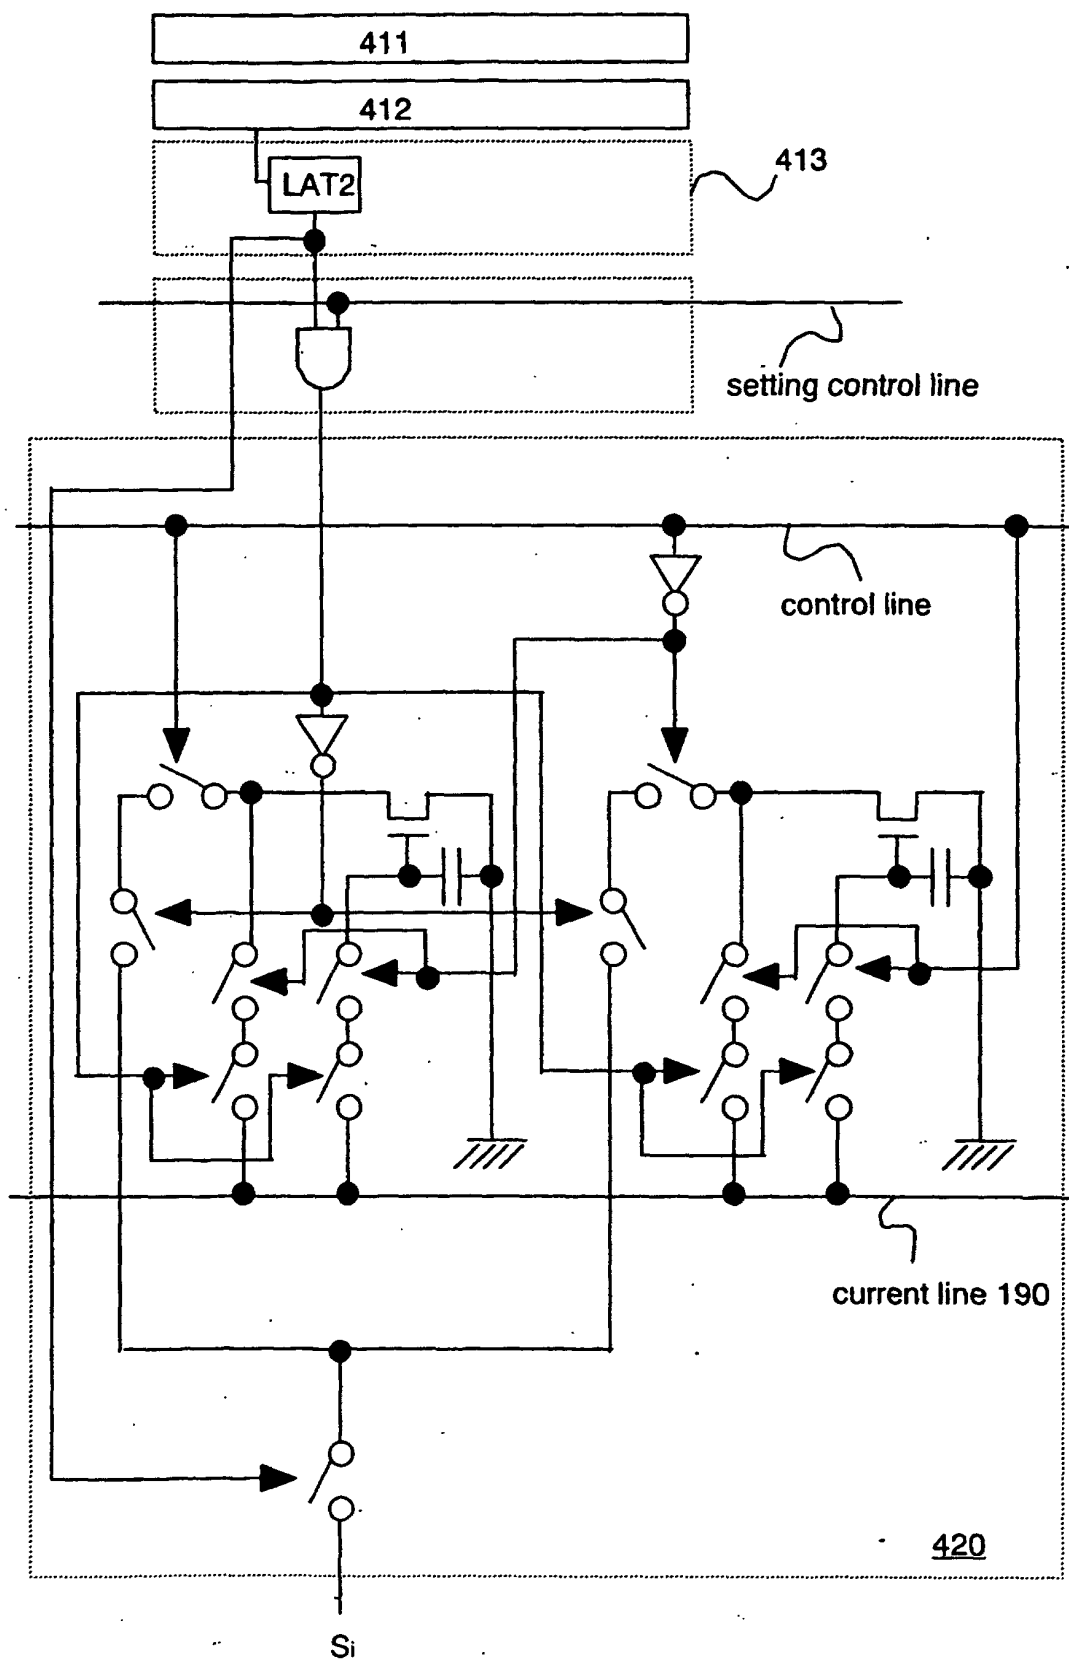 411
412
LAT2
413
setting control line
control line
current line 190
420
Si